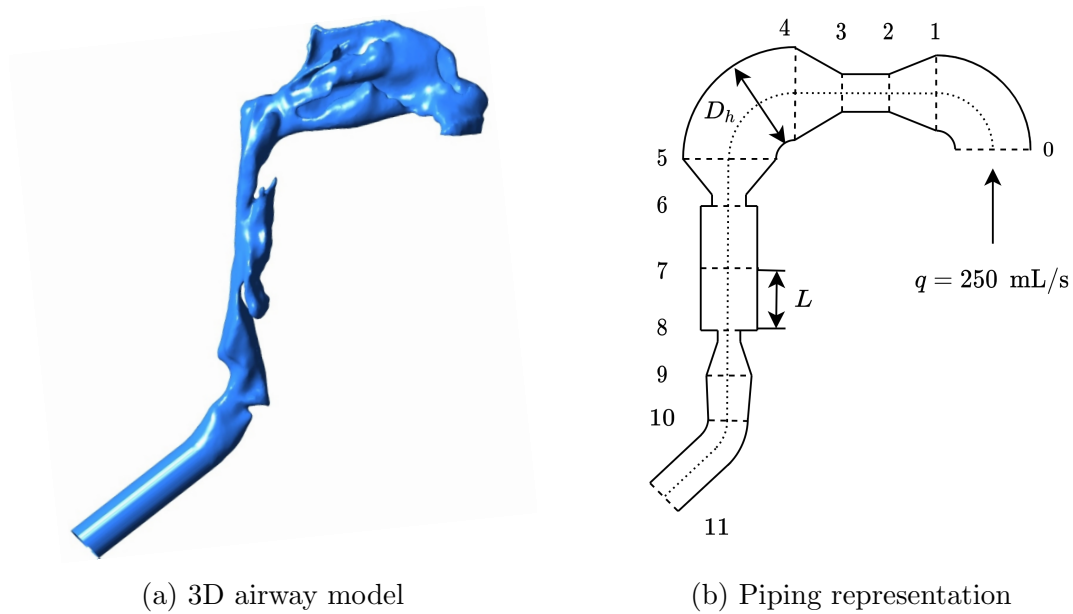 4 3 2 1
D_h
0
5
6
7
q = 250 mL/s
L
8
9
10
11
(a) 3D airway model
(b) Piping representation